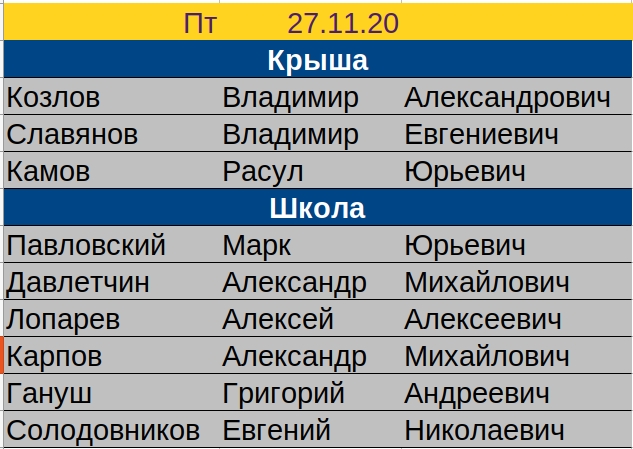 Пт 27.11.20
Крыша
Козлов Владимир Александрович
Славянов Владимир Евгениевич
Камов Расул Юрьевич
Школа
Павловский Марк Юрьевич
Давлетчин Александр Михайлович
Лопарев Алексей Алексеевич
Карпов Александр Михайлович
Гануш Григорий Андреевич
Солодовников Евгений Николаевич